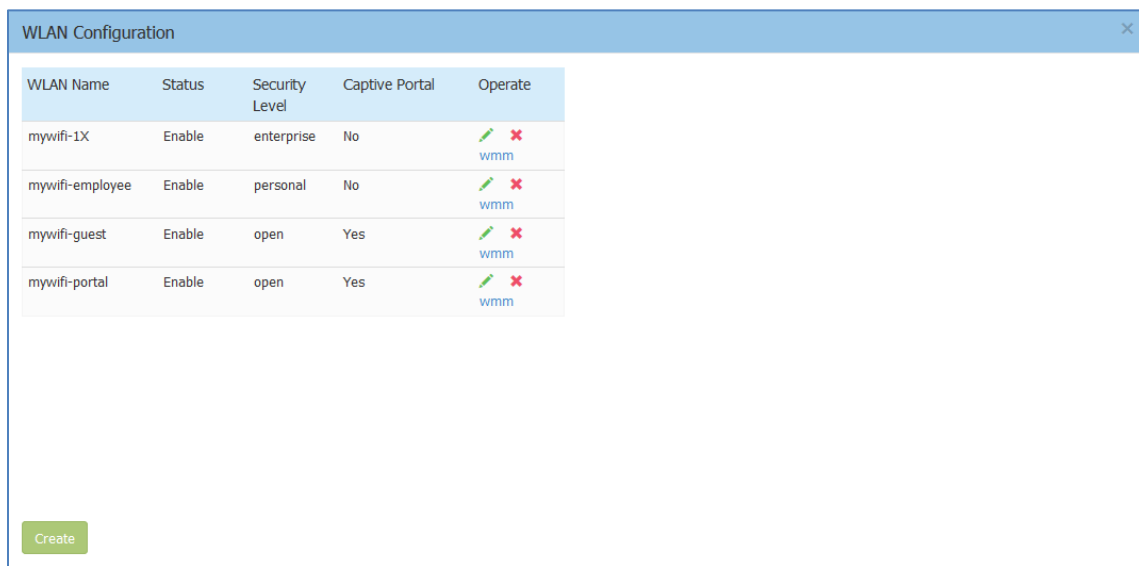 WLAN Configuration
WLAN Name Status Security Level Captive Portal Operate
mywifi-1X Enable enterprise No wmm
mywifi-employee Enable personal No wmm
mywifi-guest Enable open Yes wmm
mywifi-portal Enable open Yes wmm
Create